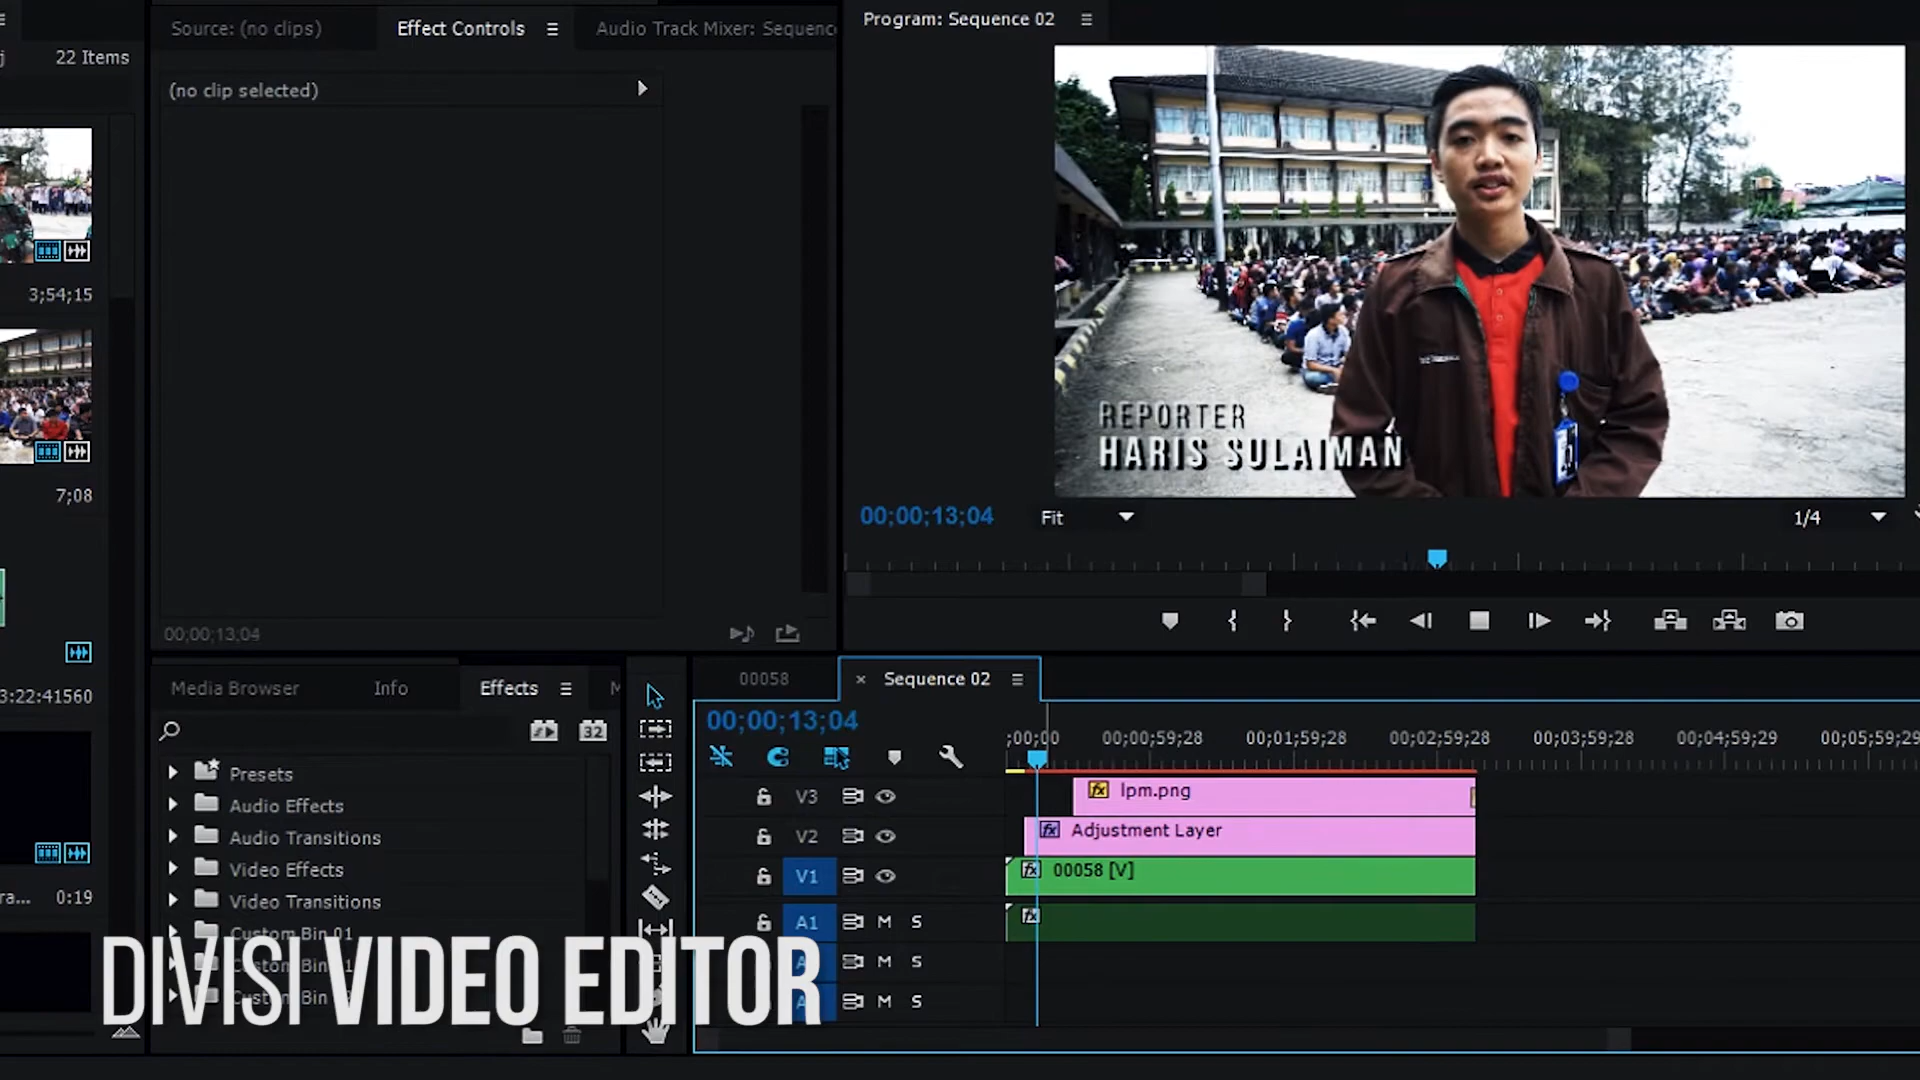 Source: (no clips)
Effect Controls
Audio Track Mixer: Sequence
Program: Sequence 02
22 Items
(no clip selected)
3;54;15
7;08
3:22:41560
0:19
REPORTER
HARIS SULAIMAN
00;00;13;04
Fit
1/4
00;00;13;04
Media Browser
Info
Effects
32
Presets
Audio Effects
Audio Transitions
Video Effects
Video Transitions
Custom Bin 01
00058
Sequence 02
00;00;13;04
;00;00
00;00;59;28
00;01;59;28
00;02;59;28
00;03;59;28
00;04;59;29
00;05;59;29
V3
fx lpm.png
V2
fx Adjustment Layer
V1
fx 00058 [V]
A1 M S
fx
M S
M S
DIVISI VIDEO EDITOR